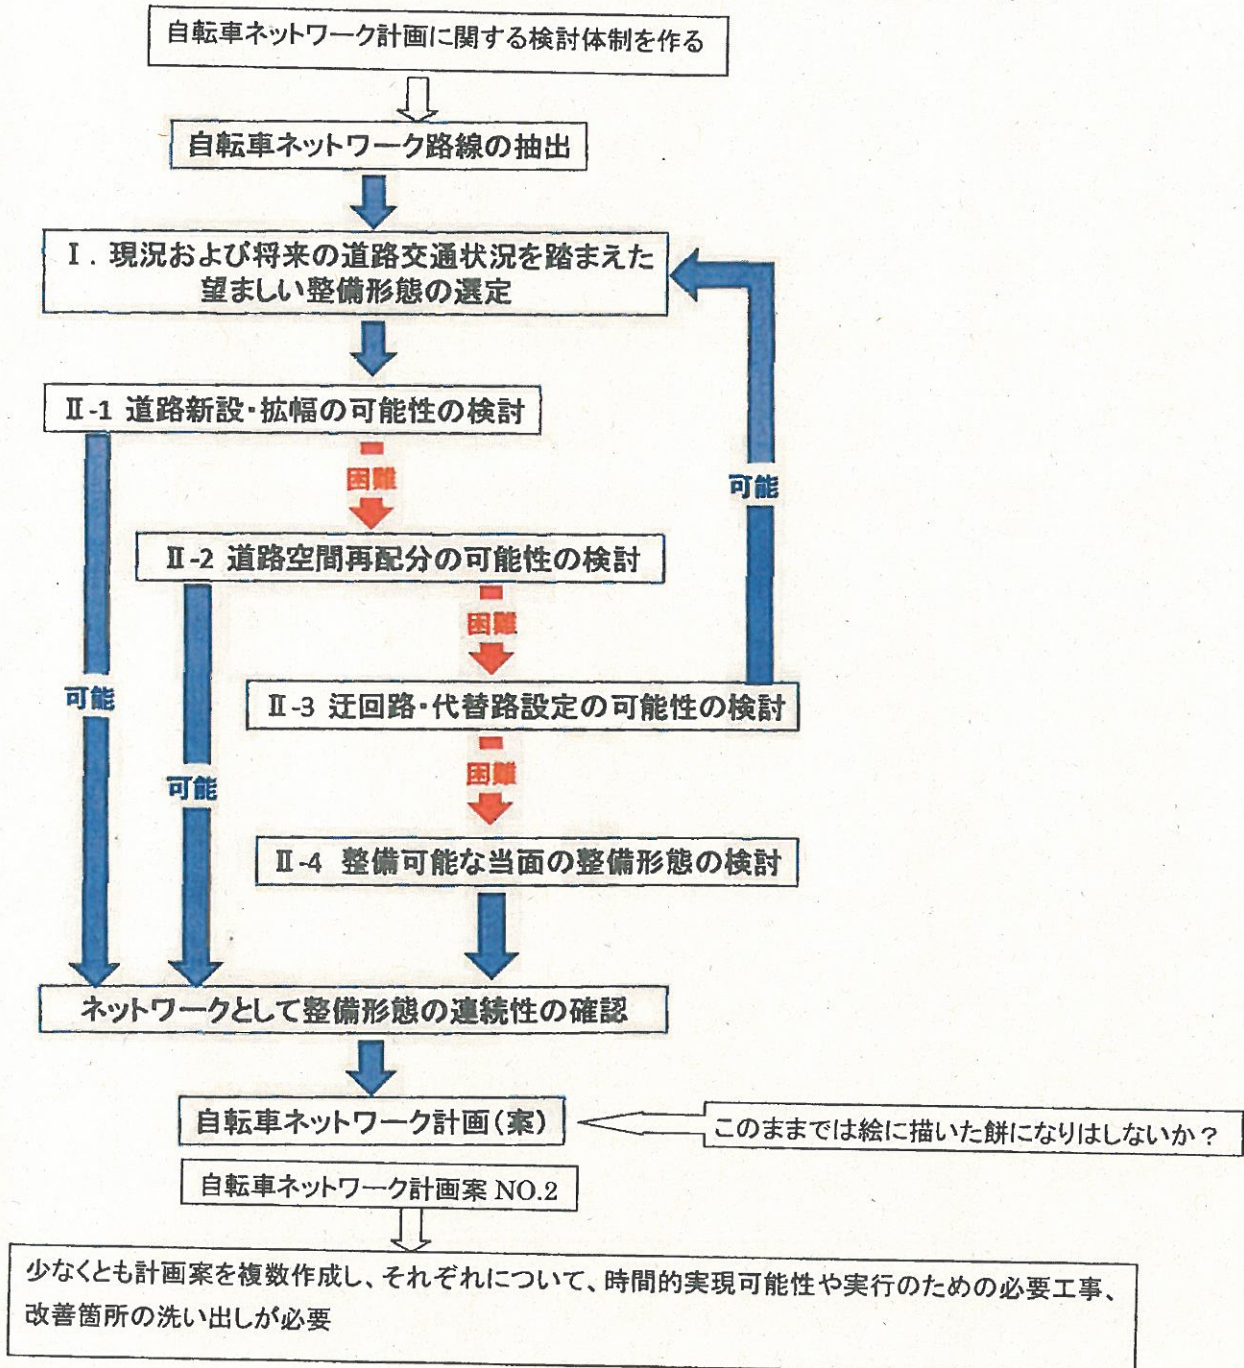 自転車ネットワーク計画に関する検討体制を作る
自転車ネットワーク路線の抽出
Ⅰ．現況および将来の道路交通状況を踏まえた
望ましい整備形態の選定
Ⅱ-1 道路新設・拡幅の可能性の検討
困難
可能
Ⅱ-2 道路空間再配分の可能性の検討
困難
可能
Ⅱ-3 迂回路・代替路設定の可能性の検討
困難
可能
Ⅱ-4 整備可能な当面の整備形態の検討
ネットワークとして整備形態の連続性の確認
自転車ネットワーク計画(案)
このままでは絵に描いた餅になりはしないか？
自転車ネットワーク計画案 NO.2
少なくとも計画案を複数作成し、それぞれについて、時間的実現可能性や実行のための必要工事、
改善箇所の洗い出しが必要